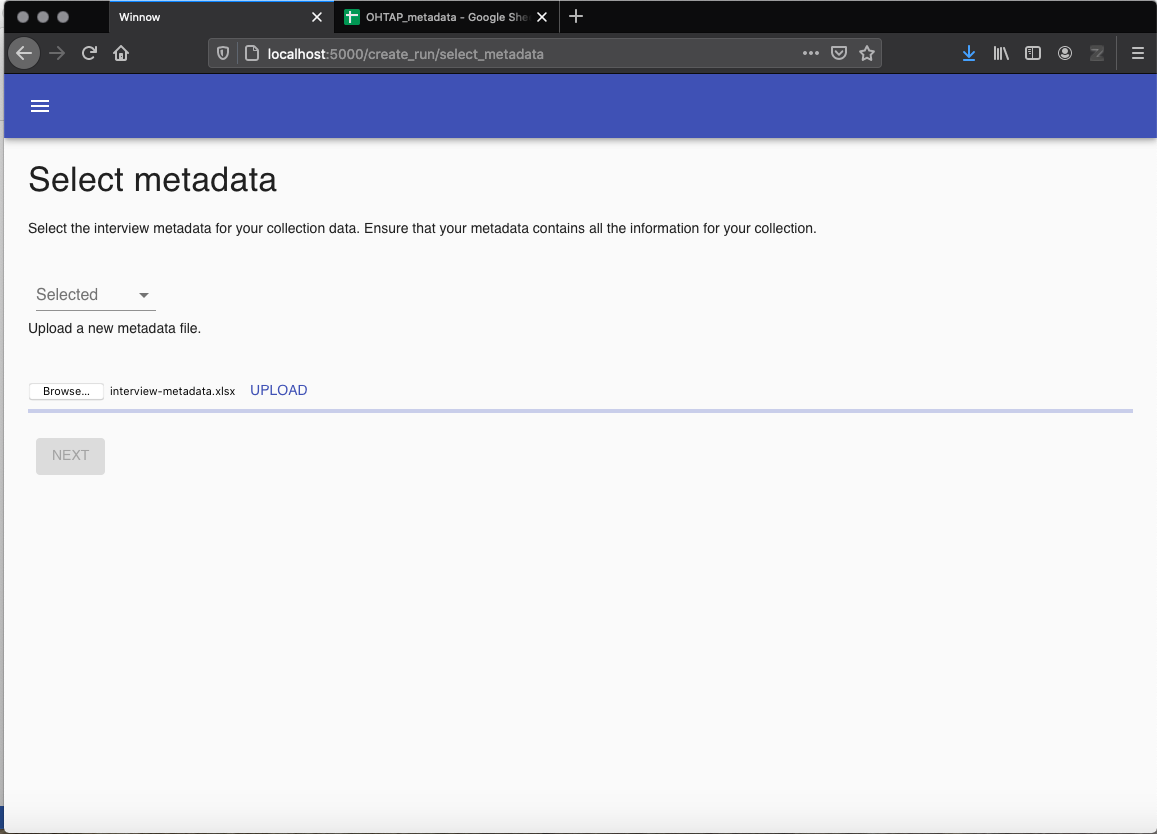 Winnow
OHTAP_metadata - Google She
localhost:5000/create_run/select_metadata
Select metadata
Select the interview metadata for your collection data. Ensure that your metadata contains all the information for your collection.
Selected
Upload a new metadata file.
Browse... interview-metadata.xlsx UPLOAD
NEXT